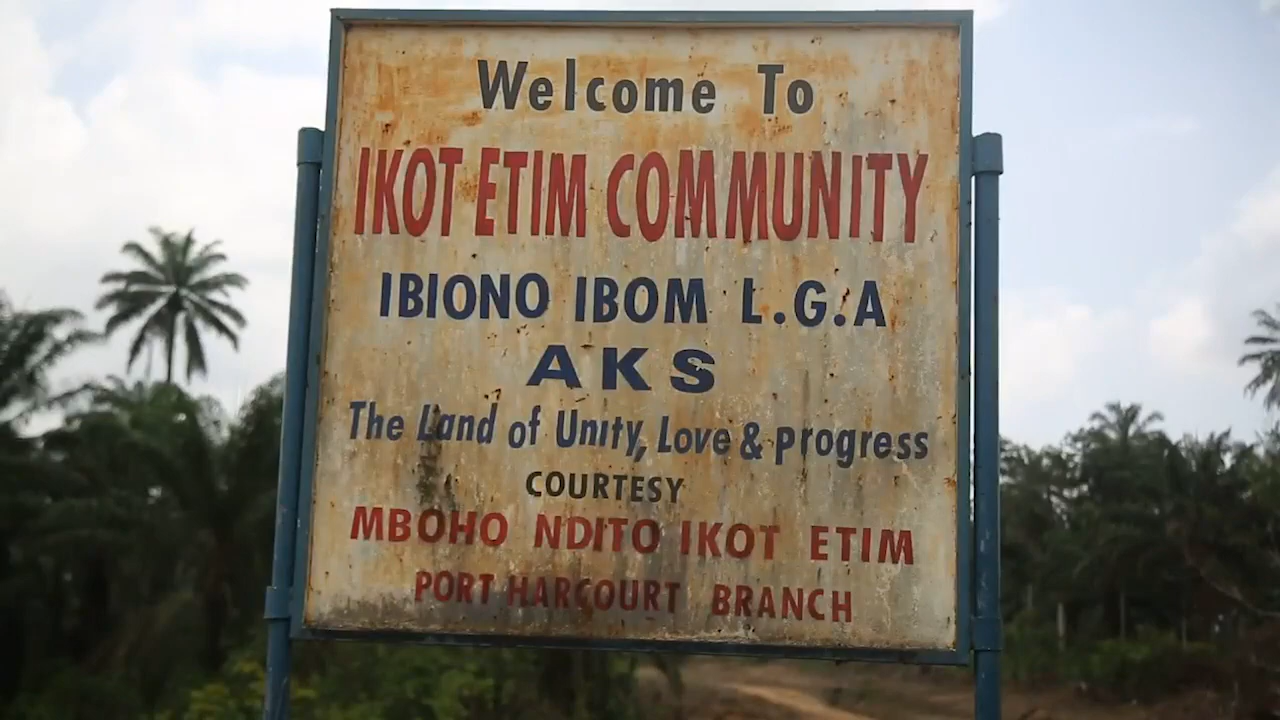 Welcome To
IKOT ETIM COMMUNITY
IBIONO IBOM L.G.A
AKS
The Land of Unity, Love & progress
COURTESY
MBOHO NDITO IKOT ETIM
PORT HARCOURT BRANCH